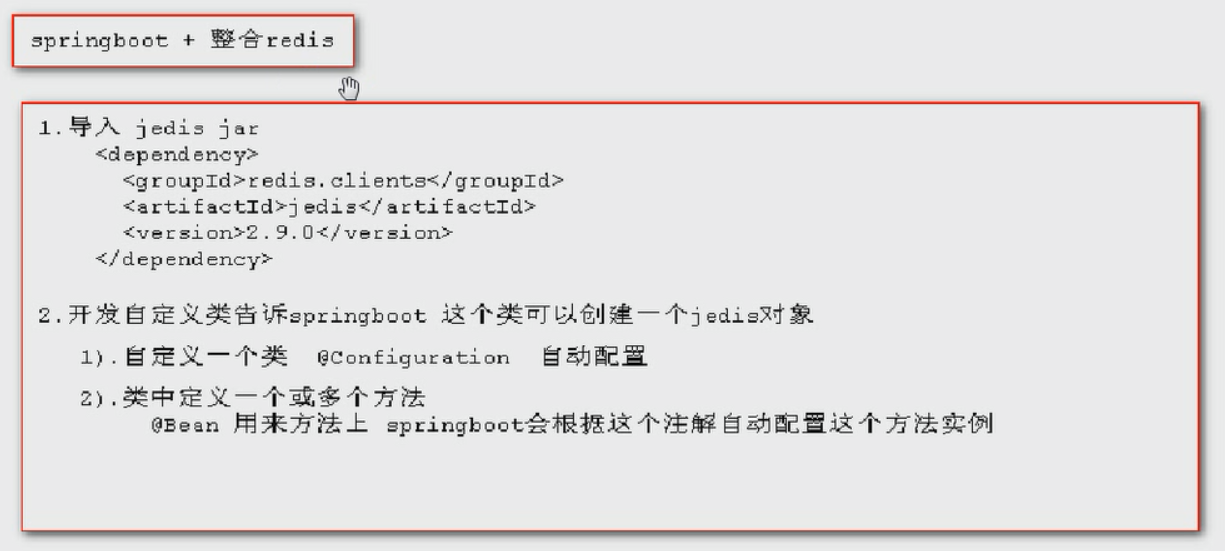 springboot + 整合redis
1.导入 jedis jar
<dependency>
<groupId>redis.clients</groupId>
<artifactId>jedis</artifactId>
<version>2.9.0</version>
</dependency>
2.开发自定义类告诉springboot 这个类可以创建一个jedis对象
1).自定义一个类 @Configuration 自动配置
2).类中定义一个或多个方法
@Bean 用来方法上 springboot会根据这个注解自动配置这个方法实例